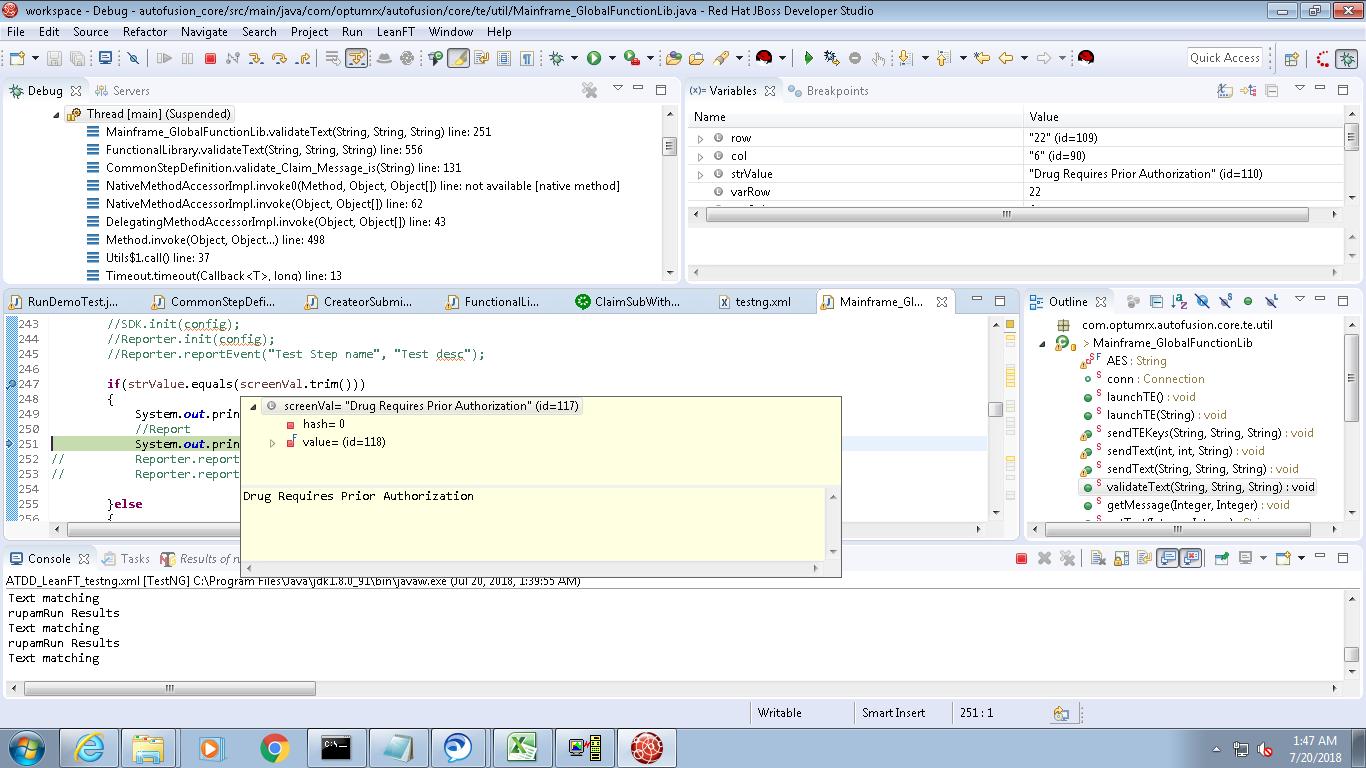 workspace - Debug - autofusion_core/src/main/java/com/optumrx/autofusion/core/te/util/Mainframe_GlobalFunctionLib.java - Red Hat JBoss Developer Studio
File Edit Source Refactor Navigate Search Project Run LeanFT Window Help
Quick Access
Debug Servers
Thread [main] (Suspended)
Mainframe_GlobalFunctionLib.validateText(String, String, String) line: 251
FunctionalLibrary.validateText(String, String, String) line: 556
CommonStepDefinition.validate_Claim_Message_is(String) line: 131
NativeMethodAccessorImpl.invoke0(Method, Object, Object[]) line: not available [native method]
NativeMethodAccessorImpl.invoke(Object, Object[]) line: 62
DelegatingMethodAccessorImpl.invoke(Object, Object[]) line: 43
Method.invoke(Object, Object...) line: 498
Utils$1.call() line: 37
Timeout.timeout(Callback<T>, long) line: 13
(x)= Variables Breakpoints
Name Value
row "22" (id=109)
col "6" (id=90)
strValue "Drug Requires Prior Authorization" (id=110)
varRow 22
RunDemoTest.j... CommonStepDefi... CreateorSubmi... FunctionalLi... ClaimSubWith... testng.xml Mainframe_Gl...
243 //SDK.init(config);
244 //Reporter.init(config);
245 //Reporter.reportEvent("Test Step name", "Test desc");
246
247 if(strValue.equals(screenVal.trim()))
248 {
249 System.out.prin
250 //Report
251 System.out.prin
252 // Reporter.report
253 // Reporter.report
254
255 }else
256 {
screenVal= "Drug Requires Prior Authorization" (id=117)
hash= 0
value= (id=118)
Drug Requires Prior Authorization
Outline
com.optumrx.autofusion.core.te.util
> Mainframe_GlobalFunctionLib
AES : String
conn : Connection
launchTE() : void
launchTE(String) : void
sendTEKeys(String, String, String) : void
sendText(int, int, String) : void
sendText(String, String, String) : void
validateText(String, String, String) : void
getMessage(Integer, Integer) : void
Console Tasks Results of r
ATDD_LeanFT_testng.xml [TestNG] C:\Program Files\Java\jdk1.8.0_91\bin\javaw.exe (Jul 20, 2018, 1:39:55 AM)
Text matching
rupamRun Results
Text matching
rupamRun Results
Text matching
Writable Smart Insert 251 : 1
1:47 AM
7/20/2018